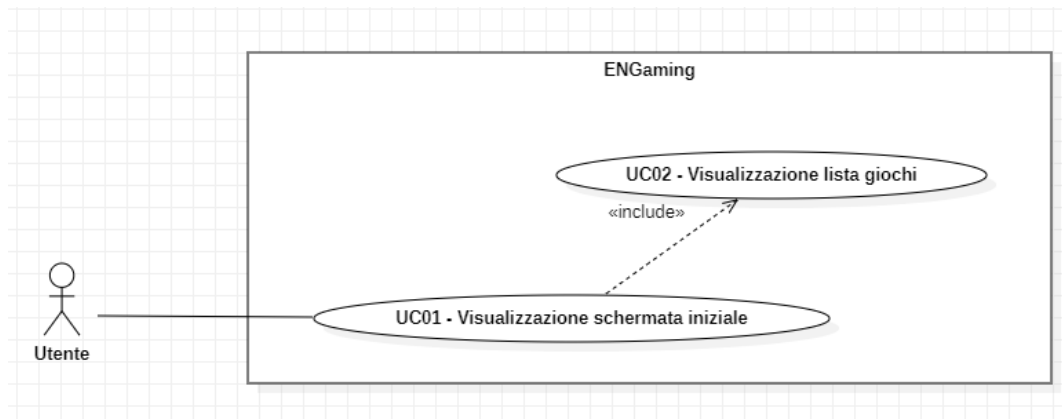 ENGaming
UC02 - Visualizzazione lista giochi
«include»
UC01 - Visualizzazione schermata iniziale
Utente